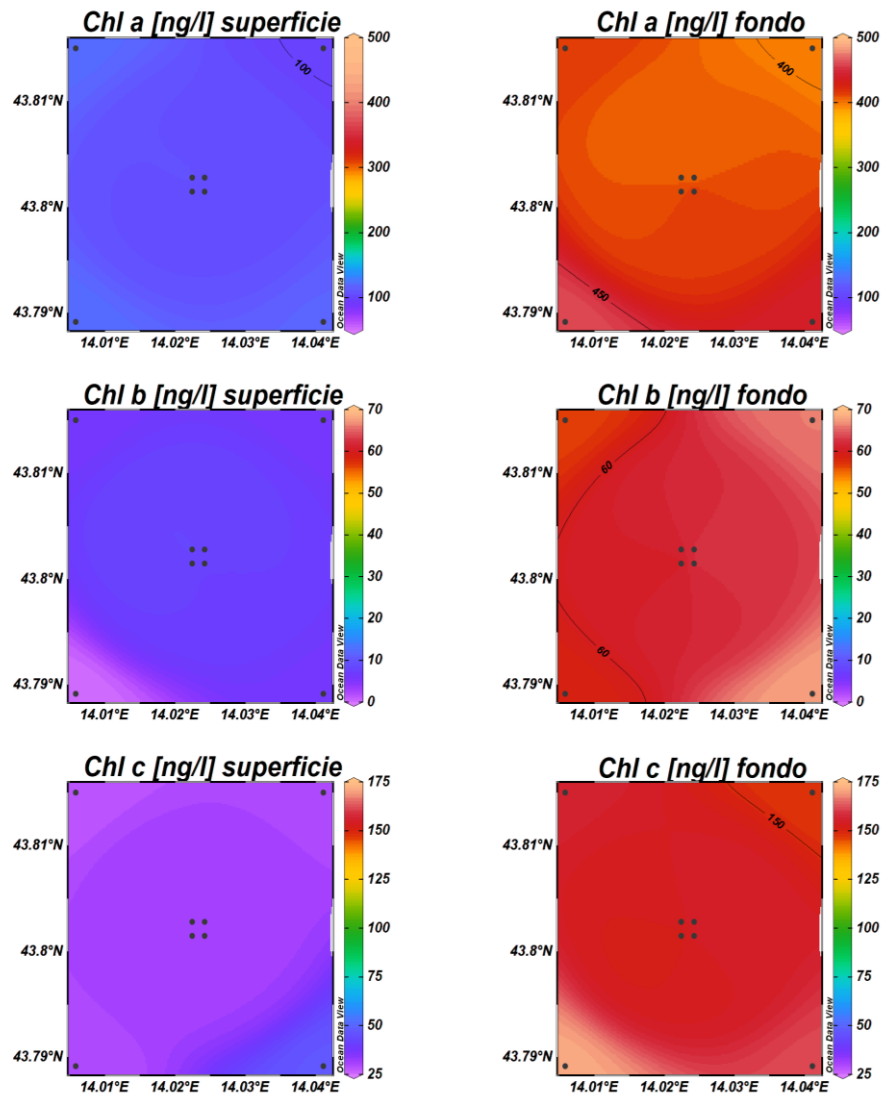 Chl a [ng/l] superficie
500
400
300
200
100
100
43.81°N
43.8°N
43.79°N
14.01°E 14.02°E 14.03°E 14.04°E
Ocean Data View
Chl a [ng/l] fondo
500
400
300
200
100
400
450
43.81°N
43.8°N
43.79°N
14.01°E 14.02°E 14.03°E 14.04°E
Ocean Data View
Chl b [ng/l] superficie
70
60
50
40
30
20
10
0
43.81°N
43.8°N
43.79°N
14.01°E 14.02°E 14.03°E 14.04°E
Ocean Data View
Chl b [ng/l] fondo
70
60
50
40
30
20
10
0
60
60
43.81°N
43.8°N
43.79°N
14.01°E 14.02°E 14.03°E 14.04°E
Ocean Data View
Chl c [ng/l] superficie
175
150
125
100
75
50
25
43.81°N
43.8°N
43.79°N
14.01°E 14.02°E 14.03°E 14.04°E
Ocean Data View
Chl c [ng/l] fondo
175
150
125
100
75
50
25
150
43.81°N
43.8°N
43.79°N
14.01°E 14.02°E 14.03°E 14.04°E
Ocean Data View